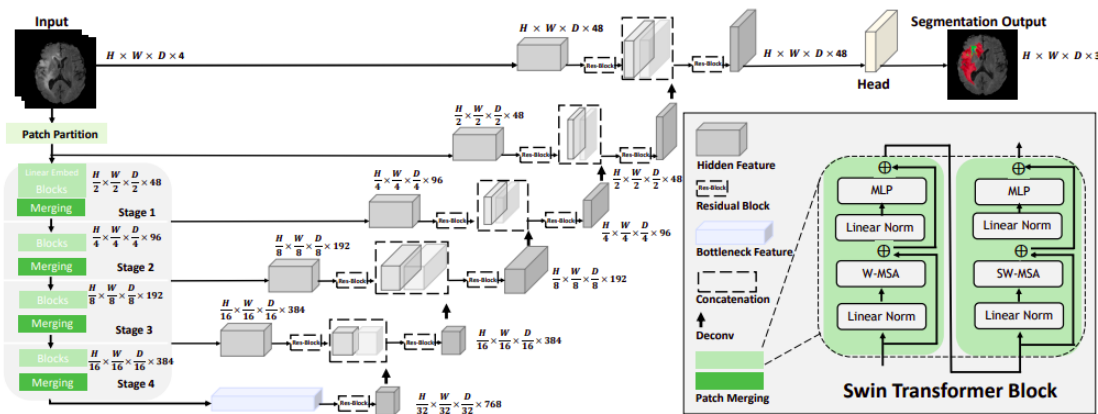 Input
Segmentation Output
H × W × D × 4
H × W × D × 48
Res-Block
Res-Block
H × W × D × 48
Head
H × W × D × 3
Patch Partition
H/2 × W/2 × D/2 × 48
Res-Block
Res-Block
H/2 × W/2 × D/2 × 48
Linear Embed
Blocks
H/2 × W/2 × D/2 × 48
Merging
Stage 1
H/4 × W/4 × D/4 × 96
Res-Block
Res-Block
H/4 × W/4 × D/4 × 96
Blocks
H/4 × W/4 × D/4 × 96
Merging
Stage 2
H/8 × W/8 × D/8 × 192
Res-Block
Res-Block
H/8 × W/8 × D/8 × 192
Blocks
H/8 × W/8 × D/8 × 192
Merging
Stage 3
H/16 × W/16 × D/16 × 384
Res-Block
Res-Block
H/16 × W/16 × D/16 × 384
Blocks
H/16 × W/16 × D/16 × 384
Merging
Stage 4
Res-Block
H/32 × W/32 × D/32 × 768
Hidden Feature
Res-Block
Residual Block
Bottleneck Feature
Concatenation
Deconv
Patch Merging
MLP
Linear Norm
W-MSA
Linear Norm
MLP
Linear Norm
SW-MSA
Linear Norm
Swin Transformer Block